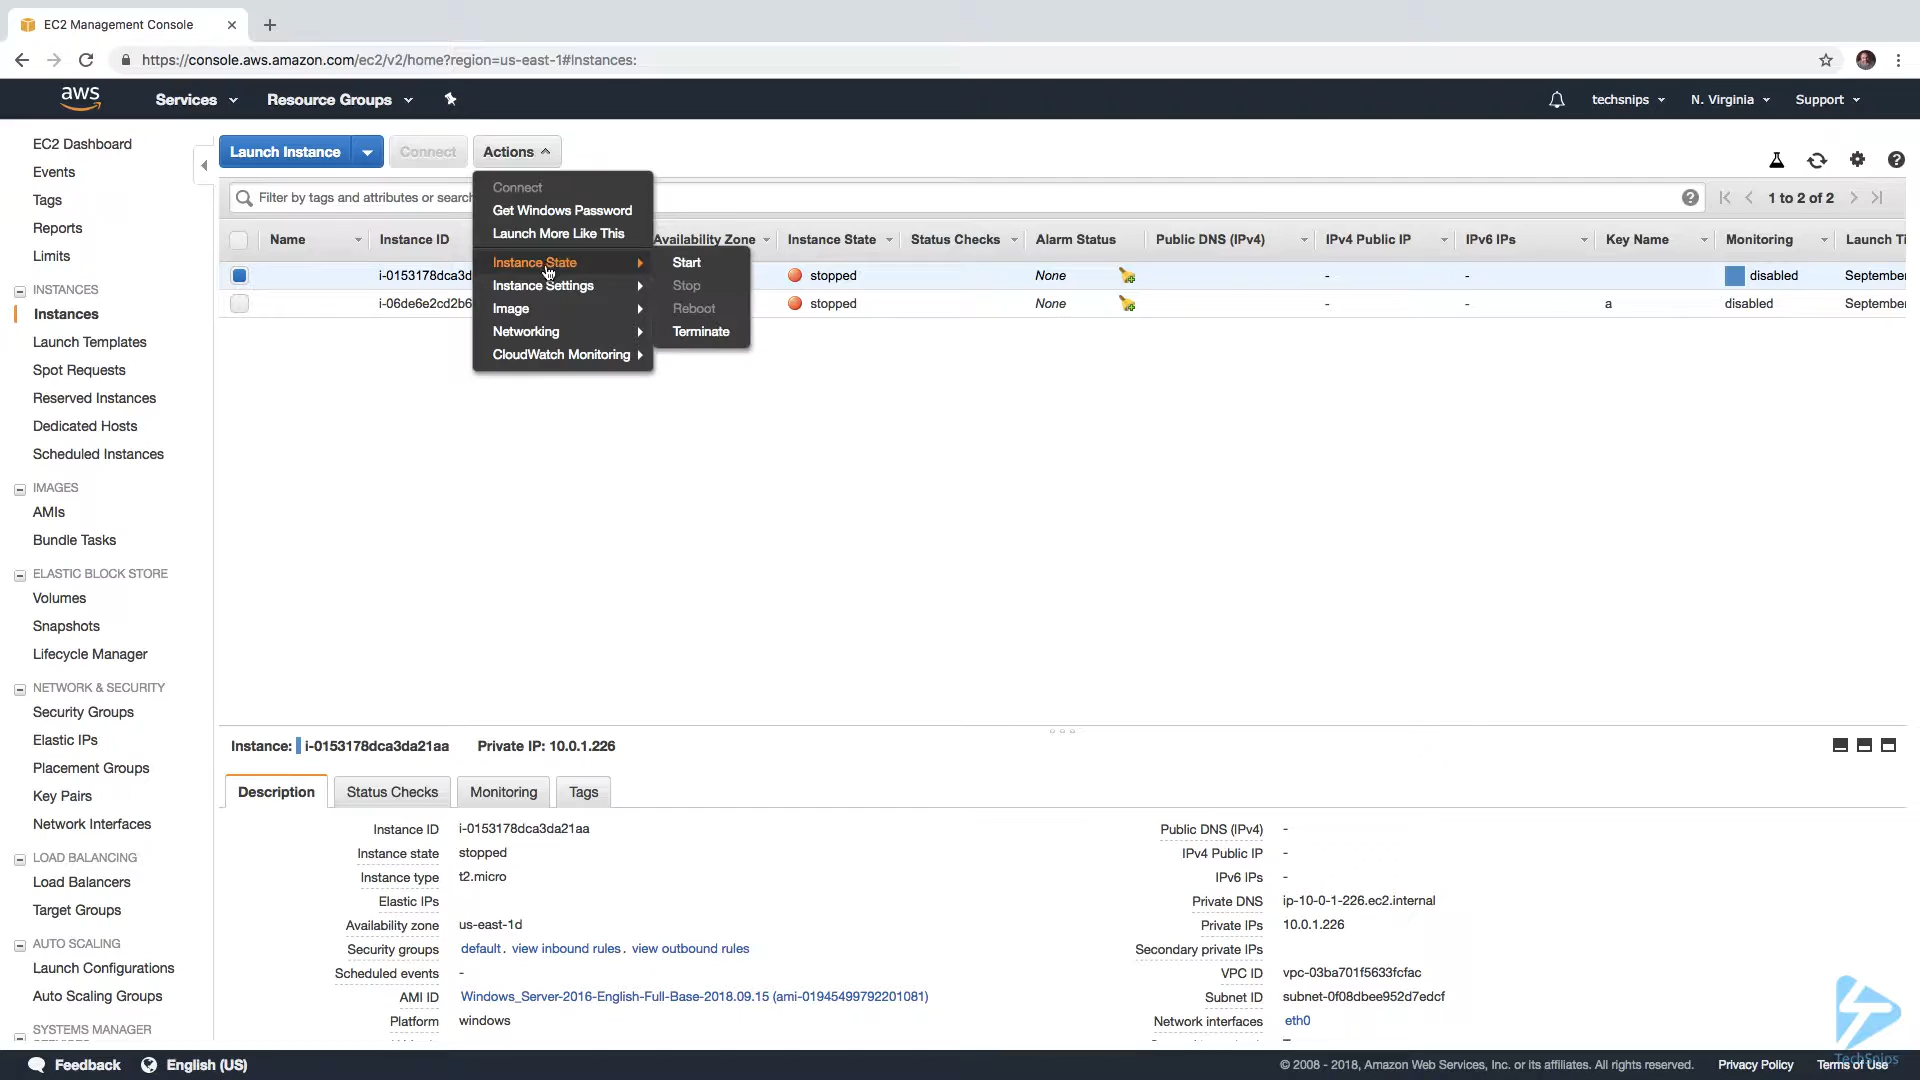 EC2 Management Console
https://console.aws.amazon.com/ec2/v2/home?region=us-east-1#Instances:
aws Services Resource Groups techsnips N. Virginia Support
EC2 Dashboard
Events
Tags
Reports
Limits
INSTANCES
Instances
Launch Templates
Spot Requests
Reserved Instances
Dedicated Hosts
Scheduled Instances
IMAGES
AMIs
Bundle Tasks
ELASTIC BLOCK STORE
Volumes
Snapshots
Lifecycle Manager
NETWORK & SECURITY
Security Groups
Elastic IPs
Placement Groups
Key Pairs
Network Interfaces
LOAD BALANCING
Load Balancers
Target Groups
AUTO SCALING
Launch Configurations
Auto Scaling Groups
SYSTEMS MANAGER
Launch Instance Connect Actions
Filter by tags and attributes or search 1 to 2 of 2
Connect
Get Windows Password
Launch More Like This
Instance State
Instance Settings
Image
Networking
CloudWatch Monitoring
Start
Stop
Reboot
Terminate
Name Instance ID Availability Zone Instance State Status Checks Alarm Status Public DNS (IPv4) IPv4 Public IP IPv6 IPs Key Name Monitoring Launch Ti
i-0153178dca3d stopped None - - disabled September
i-06de6e2cd2b6 stopped None - - a disabled September
Instance: i-0153178dca3da21aa Private IP: 10.0.1.226
Description Status Checks Monitoring Tags
Instance ID i-0153178dca3da21aa
Instance state stopped
Instance type t2.micro
Elastic IPs
Availability zone us-east-1d
Security groups default. view inbound rules. view outbound rules
Scheduled events -
AMI ID Windows_Server-2016-English-Full-Base-2018.09.15 (ami-01945499792201081)
Platform windows
Public DNS (IPv4) -
IPv4 Public IP -
IPv6 IPs -
Private DNS ip-10-0-1-226.ec2.internal
Private IPs 10.0.1.226
Secondary private IPs
VPC ID vpc-03ba701f5633fcfac
Subnet ID subnet-0f08dbee952d7edcf
Network interfaces eth0
TechSnips
Feedback English (US) © 2008 - 2018, Amazon Web Services, Inc. or its affiliates. All rights reserved. Privacy Policy Terms of Use